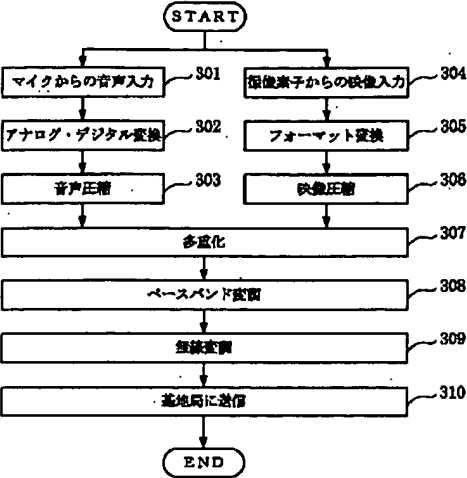 START
マイクからの音声入力
301
撮像素子からの映像入力
304
アナログ・デジタル変換
302
フォーマット変換
305
音声圧縮
303
映像圧縮
306
多重化
307
ベースバンド変調
308
無線変調
309
基地局に送信
310
END